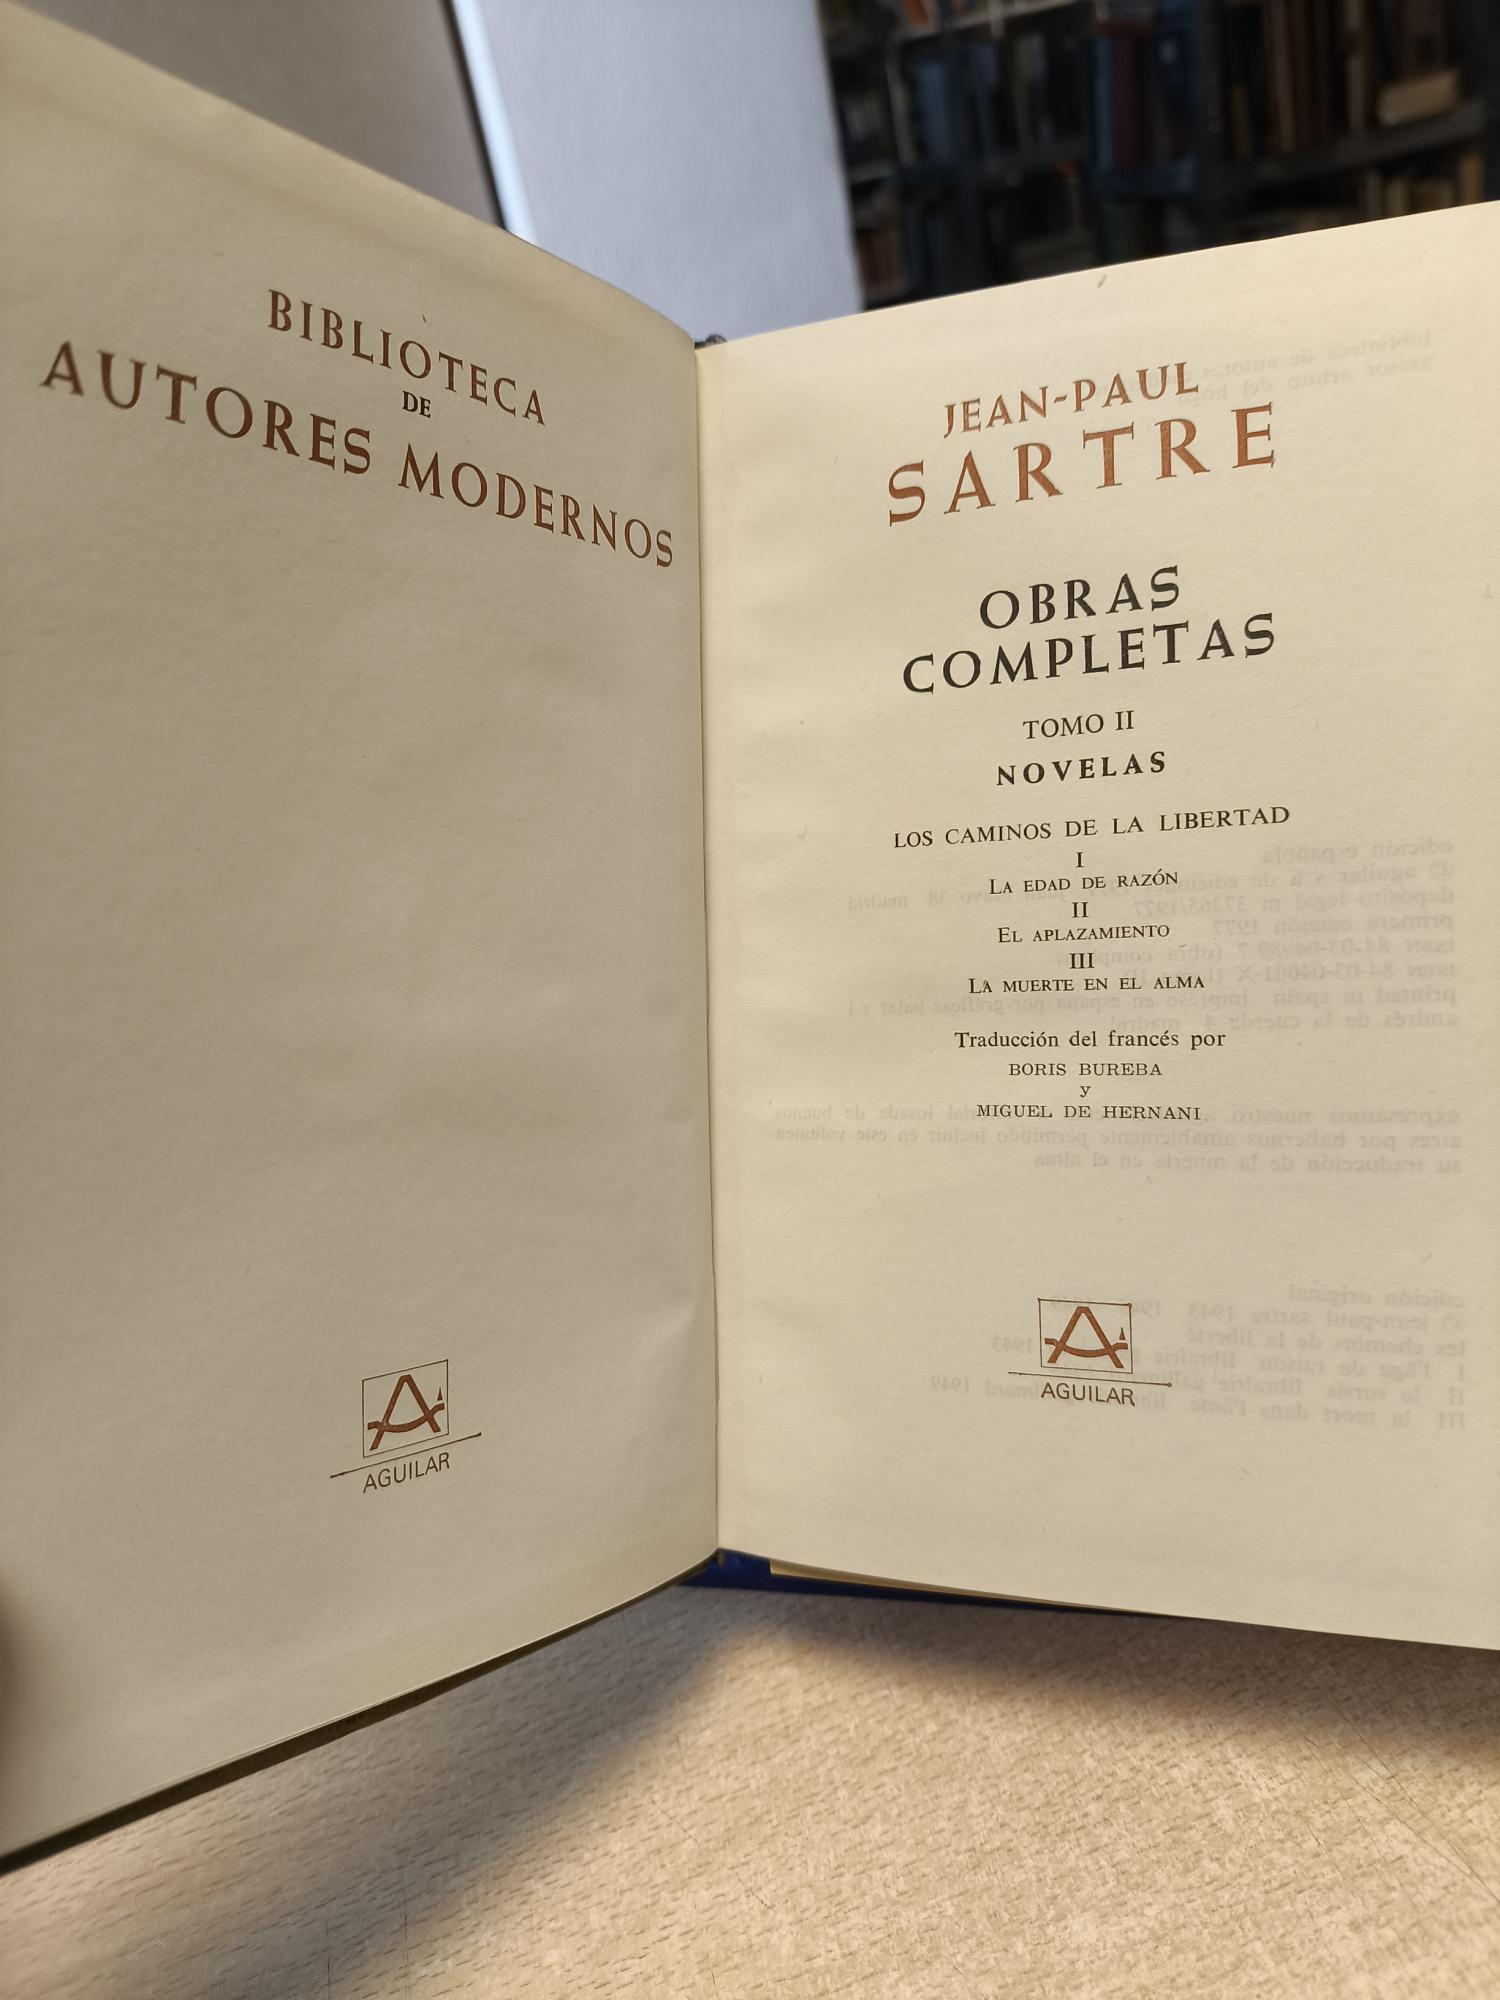 BIBLIOTECA
DE
AUTORES MODERNOS
AGUILAR
JEAN-PAUL
SARTRE
OBRAS
COMPLETAS
TOMO II
NOVELAS
LOS CAMINOS DE LA LIBERTAD
I
LA EDAD DE RAZÓN
II
EL APLAZAMIENTO
III
LA MUERTE EN EL ALMA
Traducción del francés por
BORIS BUREBA
y
MIGUEL DE HERNANI
AGUILAR